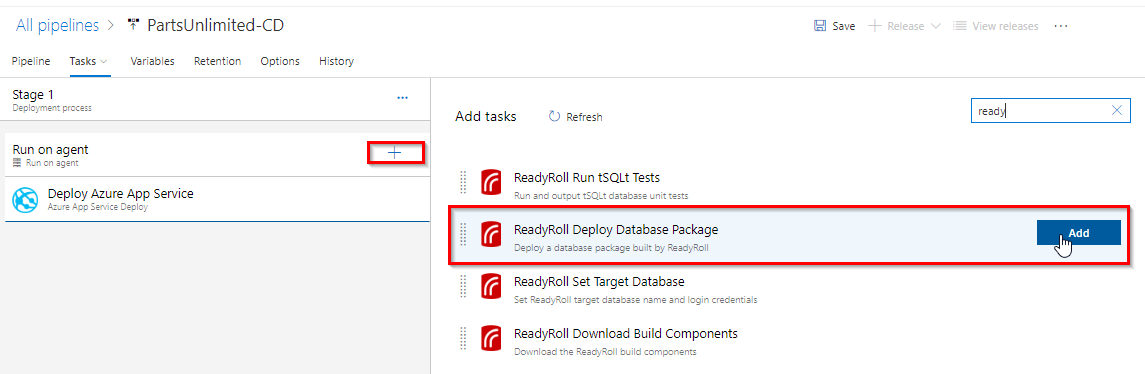 All pipelines > PartsUnlimited-CD
Save Release View releases ...
Pipeline Tasks Variables Retention Options History
Stage 1
Deployment process
...
Add tasks Refresh
ready
Run on agent
Run on agent
+
Deploy Azure App Service
Azure App Service Deploy
ReadyRoll Run tSQLt Tests
Run and output tSQLt database unit tests
ReadyRoll Deploy Database Package
Deploy a database package built by ReadyRoll
Add
ReadyRoll Set Target Database
Set ReadyRoll target database name and login credentials
ReadyRoll Download Build Components
Download the ReadyRoll build components